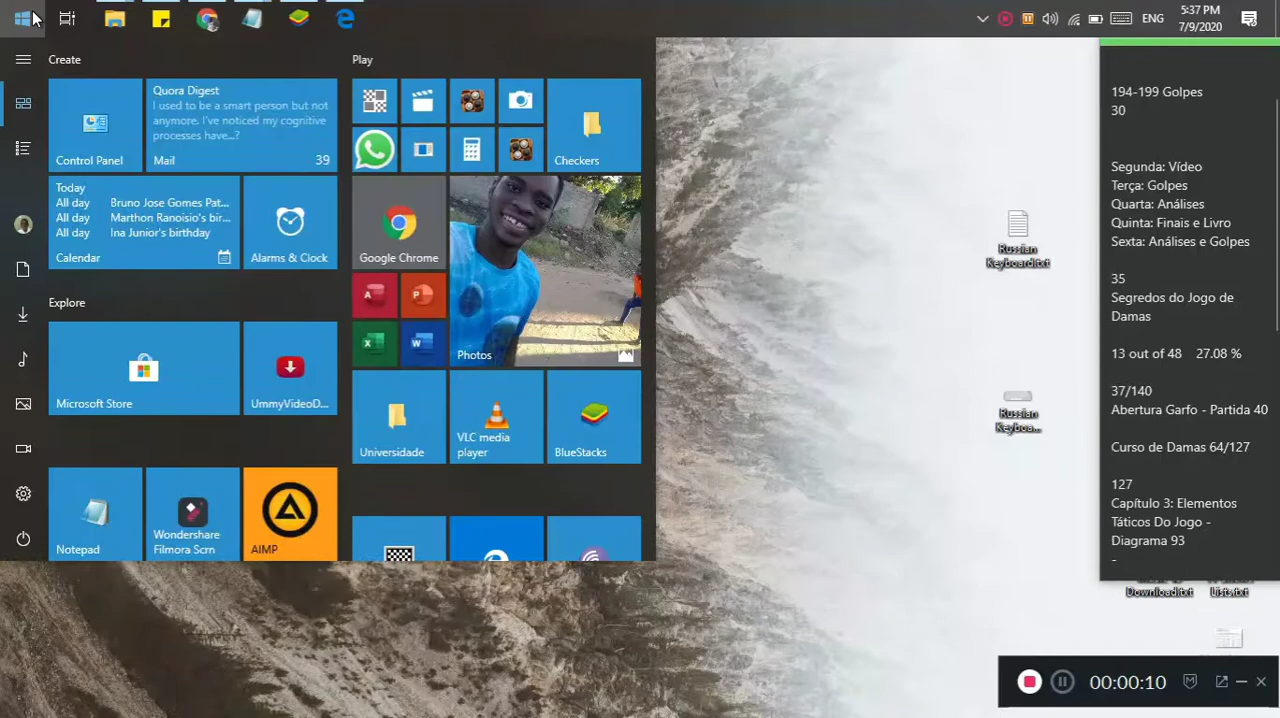 ENG
5:37 PM
7/9/2020
Create
Control Panel
Quora Digest
I used to be a smart person but not
anymore. I've noticed my cognitive
processes have...?
Mail 39
Today
All day Bruno Jose Gomes Pat...
All day Marthon Ranoisio's bir...
All day Ina Junior's birthday
Calendar
Alarms & Clock
Explore
Microsoft Store
UmmyVideoD...
Notepad
Wondershare
Filmora Scrn
AIMP
Play
Checkers
Google Chrome
A
P
X
W
Photos
Universidade
VLC media
player
BlueStacks
Russian
Keyboard.txt
Russian
Keyboa...
194-199 Golpes
30
Segunda: Vídeo
Terça: Golpes
Quarta: Análises
Quinta: Finais e Livro
Sexta: Análises e Golpes
35
Segredos do Jogo de
Damas
13 out of 48 27.08 %
37/140
Abertura Garfo - Partida 40
Curso de Damas 64/127
127
Capítulo 3: Elementos
Táticos Do Jogo -
Diagrama 93
-
Download.txt
Lists.txt
00:00:10